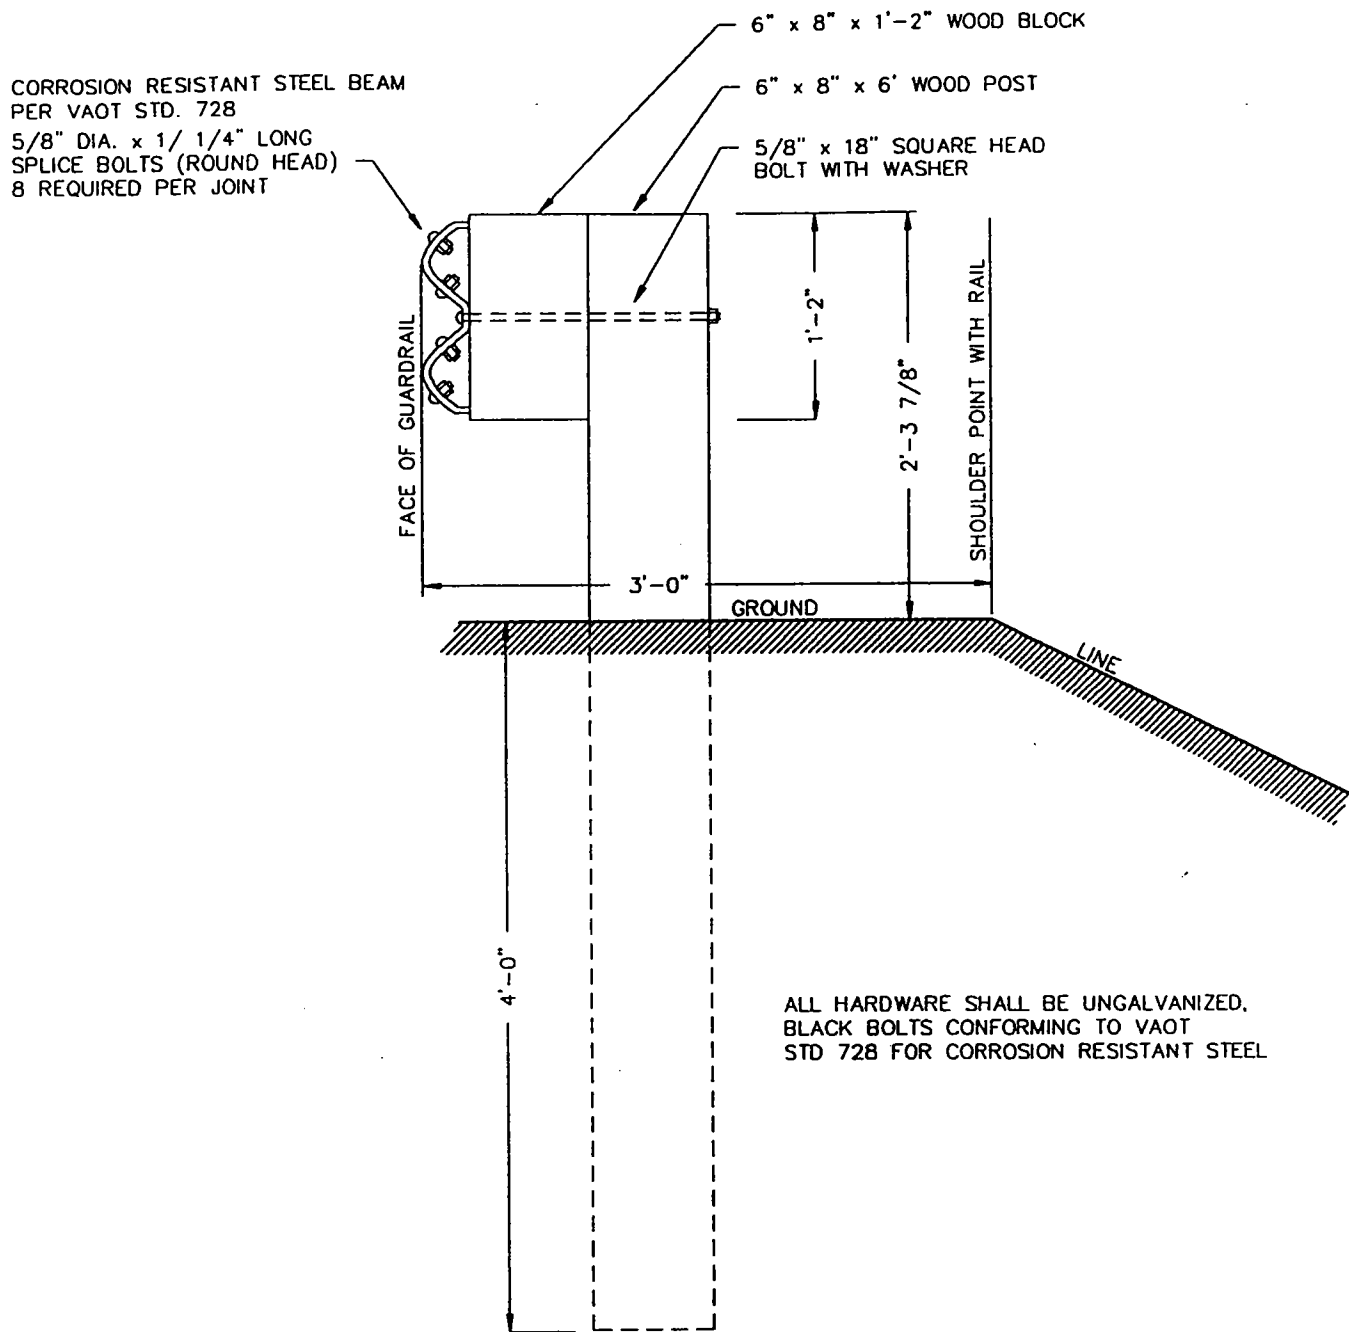 6" x 8" x 1'-2" WOOD BLOCK
CORROSION RESISTANT STEEL BEAM
PER VAOT STD. 728
5/8" DIA. x 1/ 1/4" LONG
SPLICE BOLTS (ROUND HEAD)
8 REQUIRED PER JOINT
6" x 8" x 6' WOOD POST
5/8" x 18" SQUARE HEAD
BOLT WITH WASHER
FACE OF GUARDRAIL
1'-2"
2'-3 7/8"
SHOULDER POINT WITH RAIL
3'-0"
GROUND
LINE
4'-0"
ALL HARDWARE SHALL BE UNGALVANIZED,
BLACK BOLTS CONFORMING TO VAOT
STD 728 FOR CORROSION RESISTANT STEEL